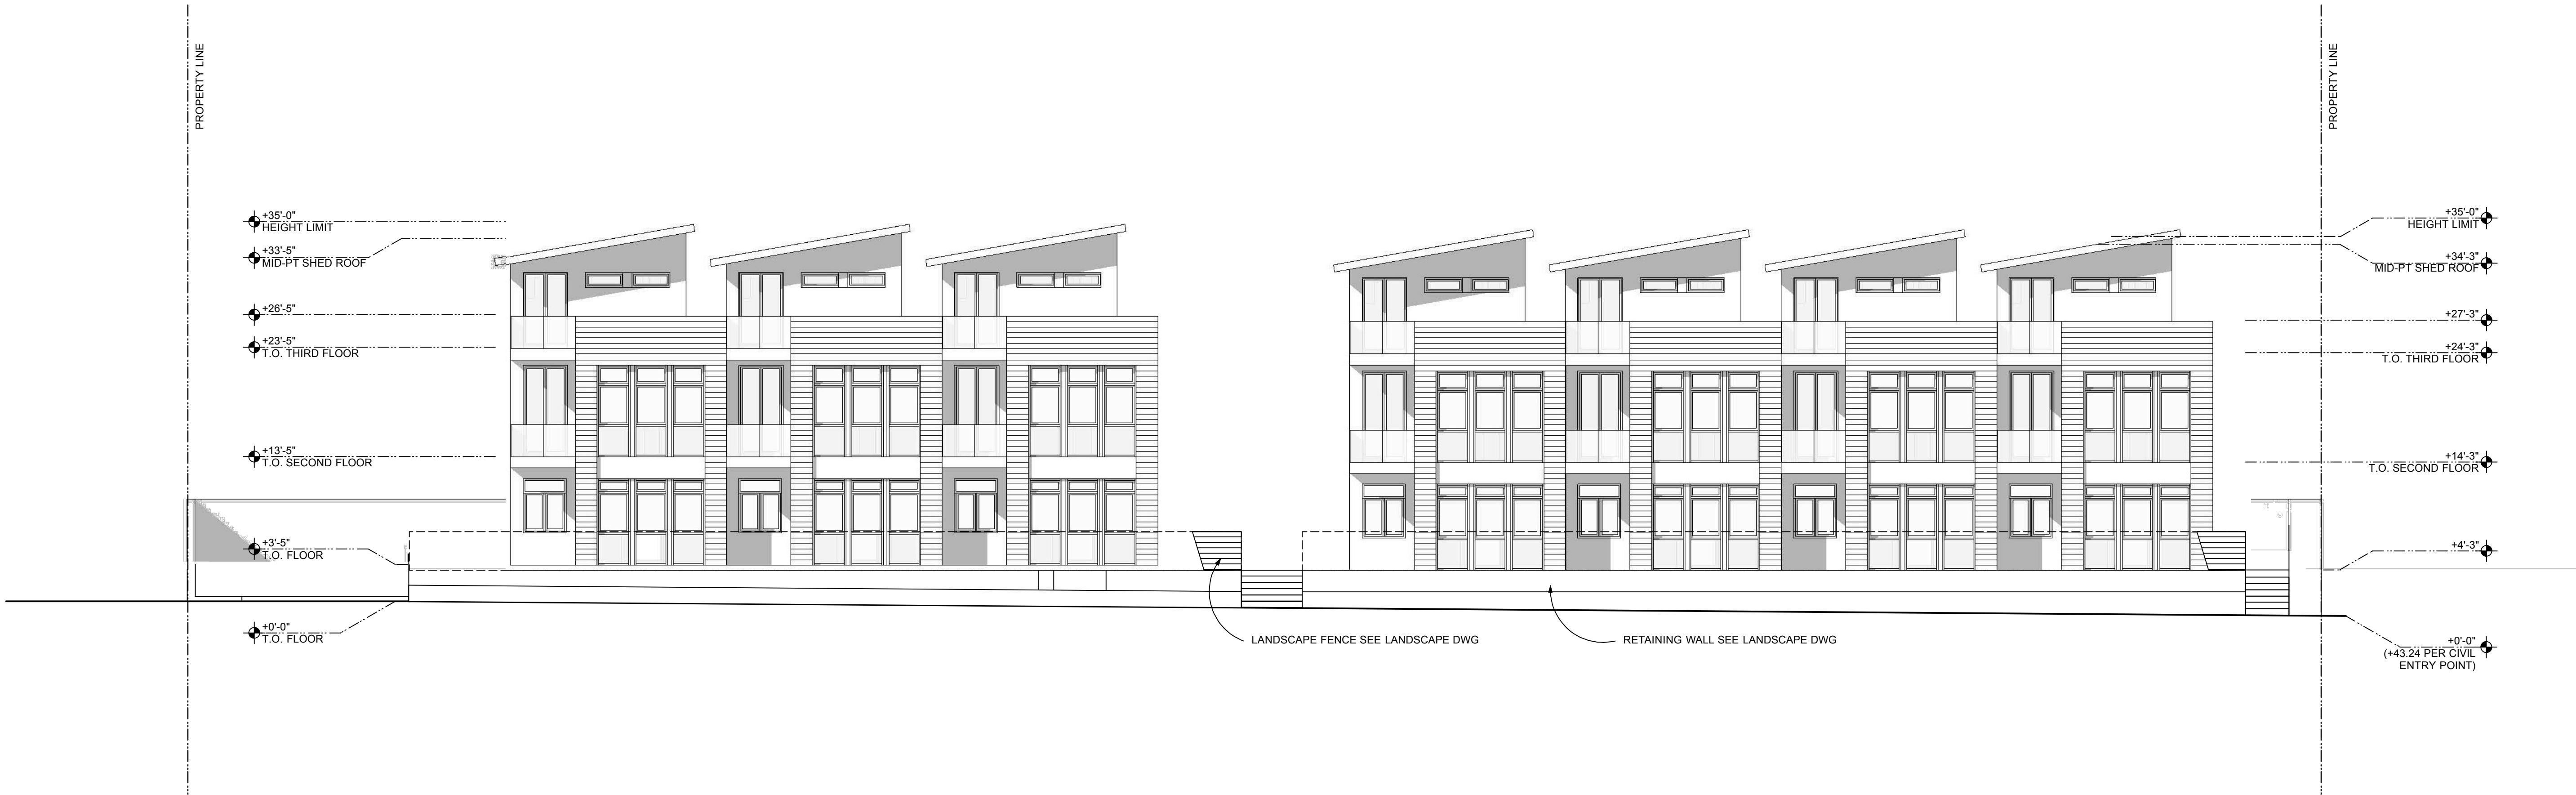 PROPERTY LINE
PROPERTY LINE
+35'-0"
HEIGHT LIMIT
+33'-5"
MID-PT SHED ROOF
+26'-5"
+23'-5"
T.O. THIRD FLOOR
+13'-5"
T.O. SECOND FLOOR
+3'-5"
T.O. FLOOR
+0'-0"
T.O. FLOOR
LANDSCAPE FENCE SEE LANDSCAPE DWG
RETAINING WALL SEE LANDSCAPE DWG
+35'-0"
HEIGHT LIMIT
+34'-3"
MID-PT SHED ROOF
+27'-3"
+24'-3"
T.O. THIRD FLOOR
+14'-3"
T.O. SECOND FLOOR
+4'-3"
+0'-0"
(+43.24 PER CIVIL
ENTRY POINT)